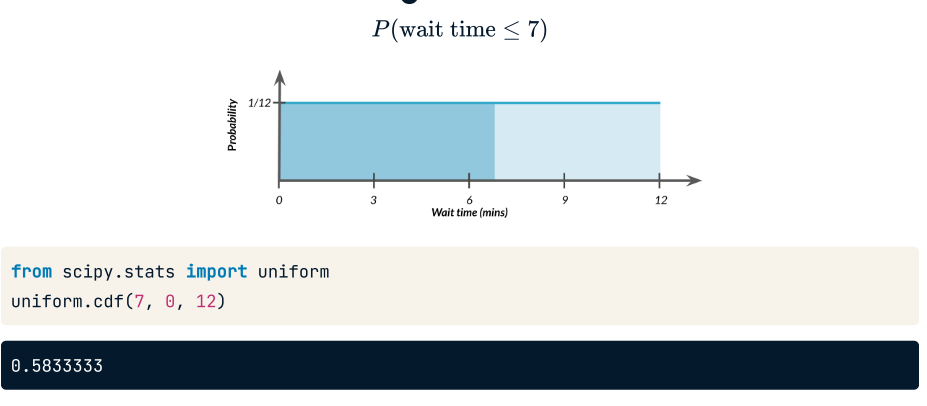 P(wait time ≤ 7)
1/12
Probability
0 3 6 9 12
Wait time (mins)
from scipy.stats import uniform
uniform.cdf(7, 0, 12)
0.5833333